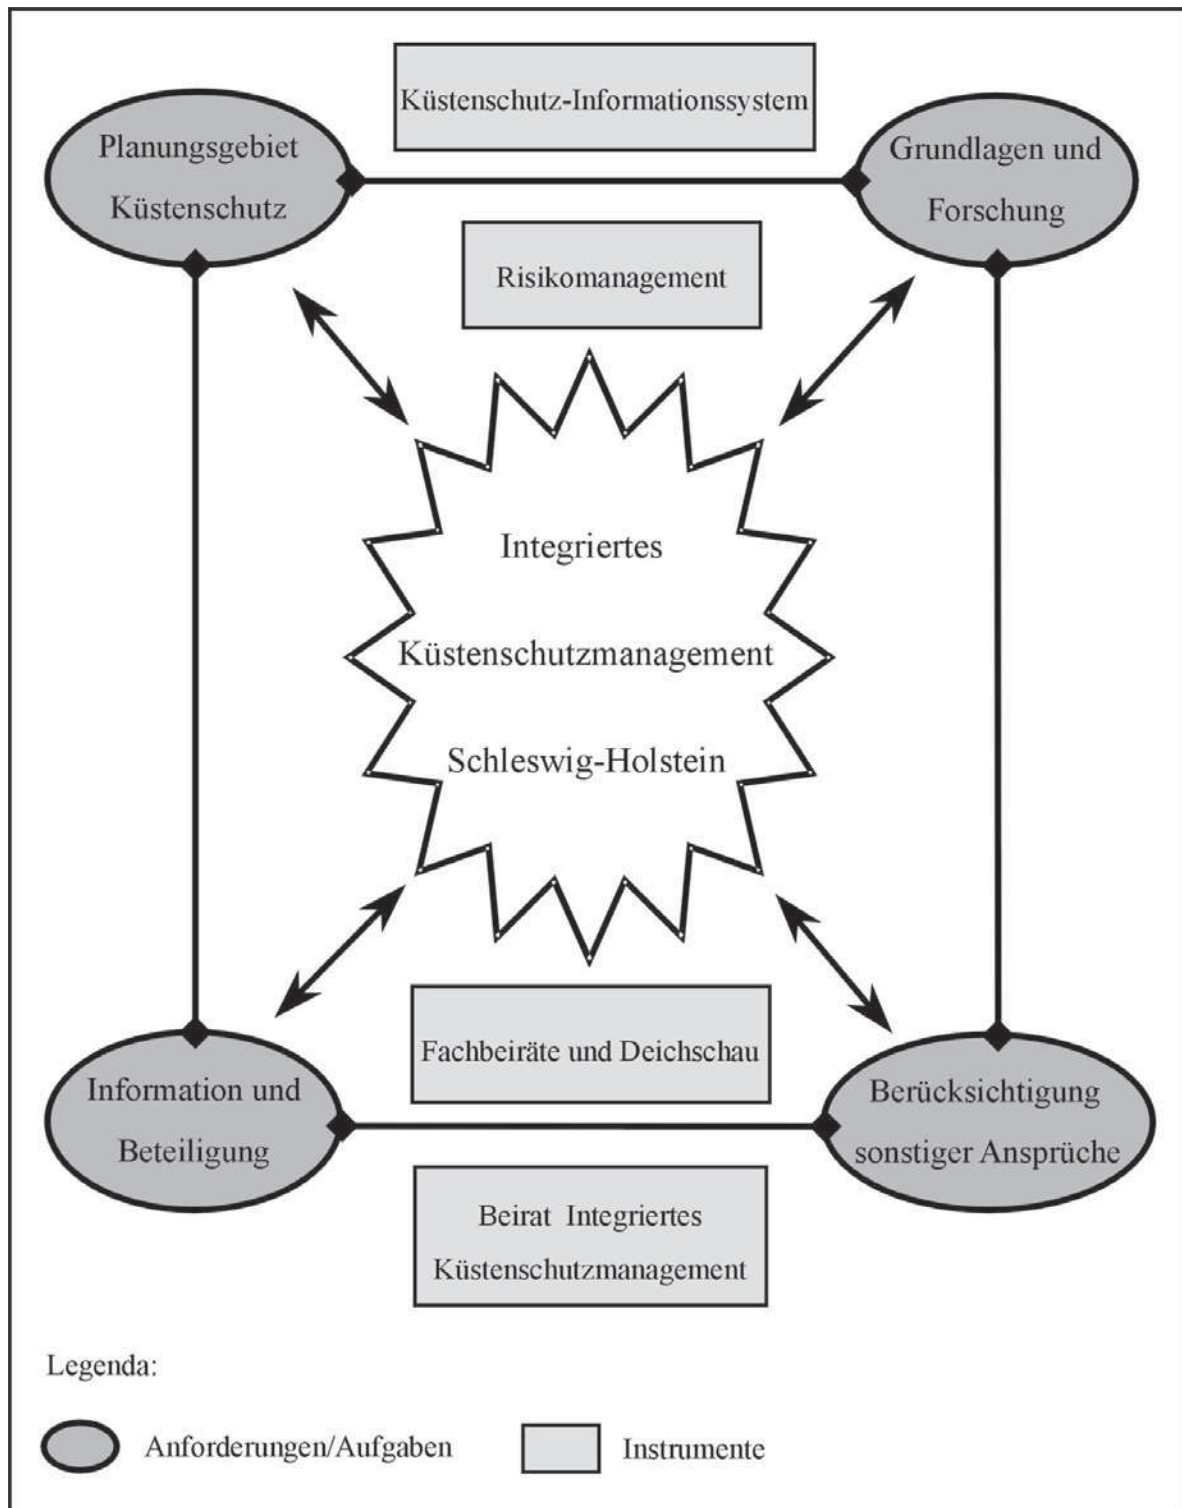 Küstenschutz-Informationssystem
Planungsgebiet
Küstenschutz
Grundlagen und
Forschung
Risikomanagement
Integriertes
Küstenschutzmanagement
Schleswig-Holstein
Fachbeiräte und Deichschau
Information und
Beteiligung
Berücksichtigung
sonstiger Ansprüche
Beirat Integriertes
Küstenschutzmanagement
Legenda:
Anforderungen/Aufgaben
Instrumente